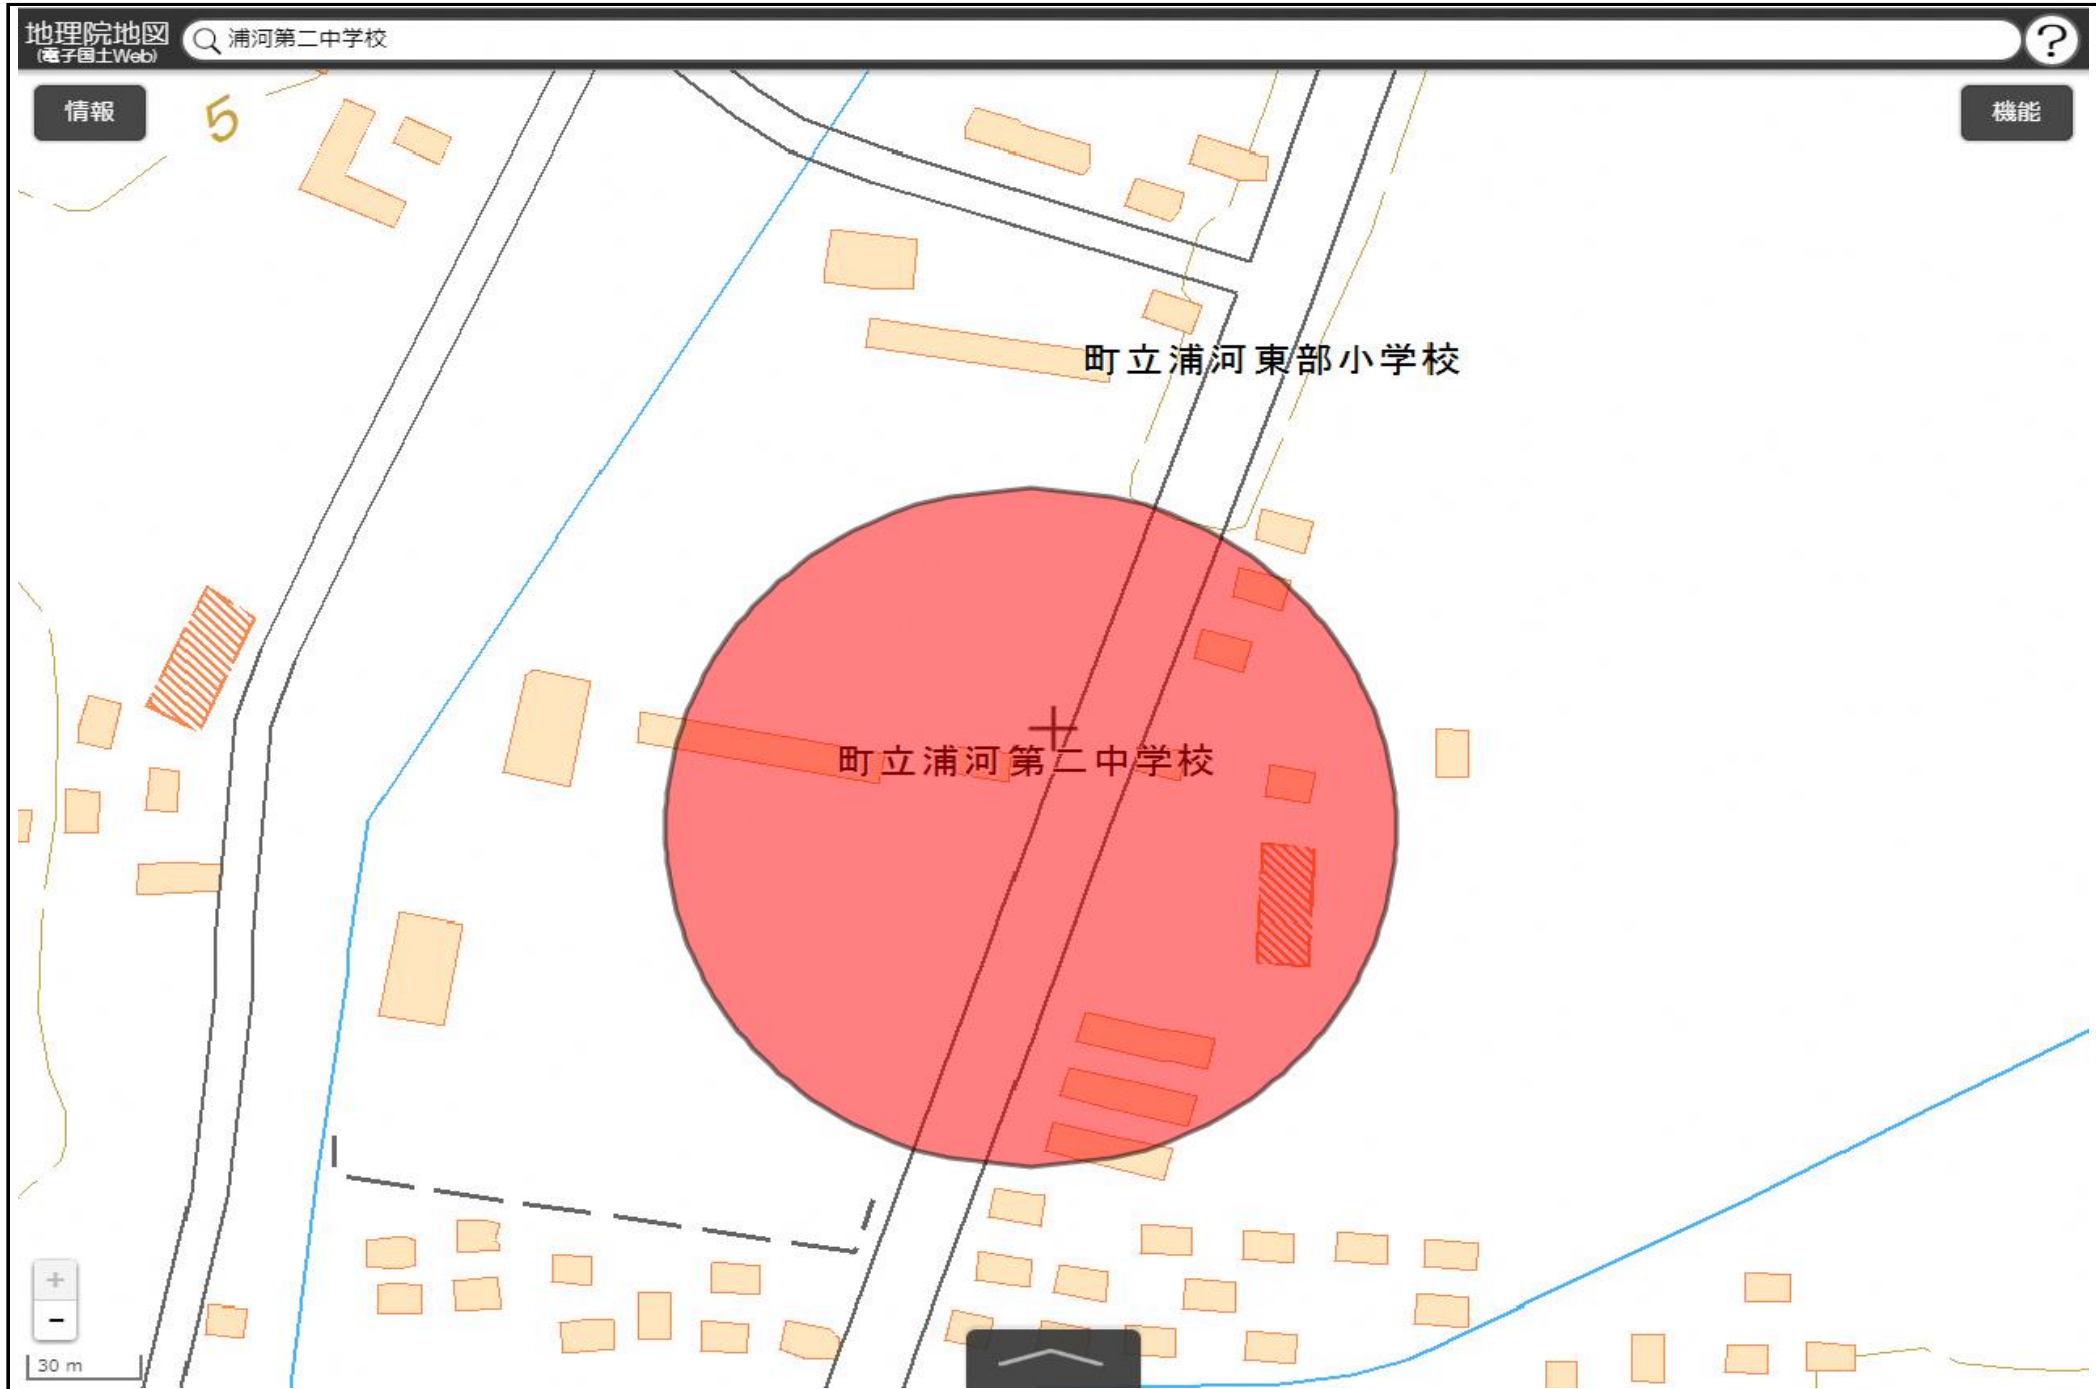 地理院地図
(電子国土Web)
浦河第二中学校
?
情報
5
機能
町立浦河東部小学校
町立浦河第二中学校
+
−
30 m